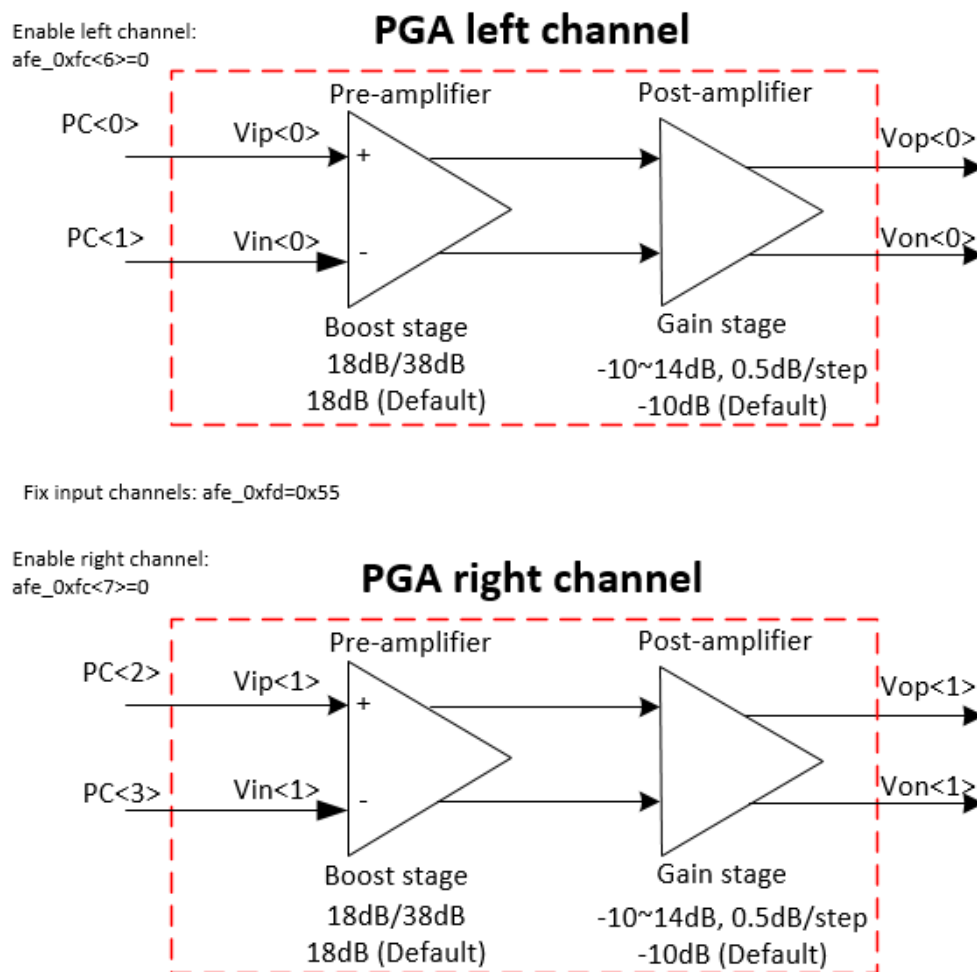 Enable left channel:
afe_0xfc<6>=0
PGA left channel
Pre-amplifier
Post-amplifier
PC<0>
Vip<0>
+
Vop<0>
PC<1>
Vin<0>
-
Von<0>
Boost stage
18dB/38dB
18dB (Default)
Gain stage
-10~14dB, 0.5dB/step
-10dB (Default)
Fix input channels: afe_0xfd=0x55
Enable right channel:
afe_0xfc<7>=0
PGA right channel
Pre-amplifier
Post-amplifier
PC<2>
Vip<1>
+
Vop<1>
PC<3>
Vin<1>
-
Von<1>
Boost stage
18dB/38dB
18dB (Default)
Gain stage
-10~14dB, 0.5dB/step
-10dB (Default)